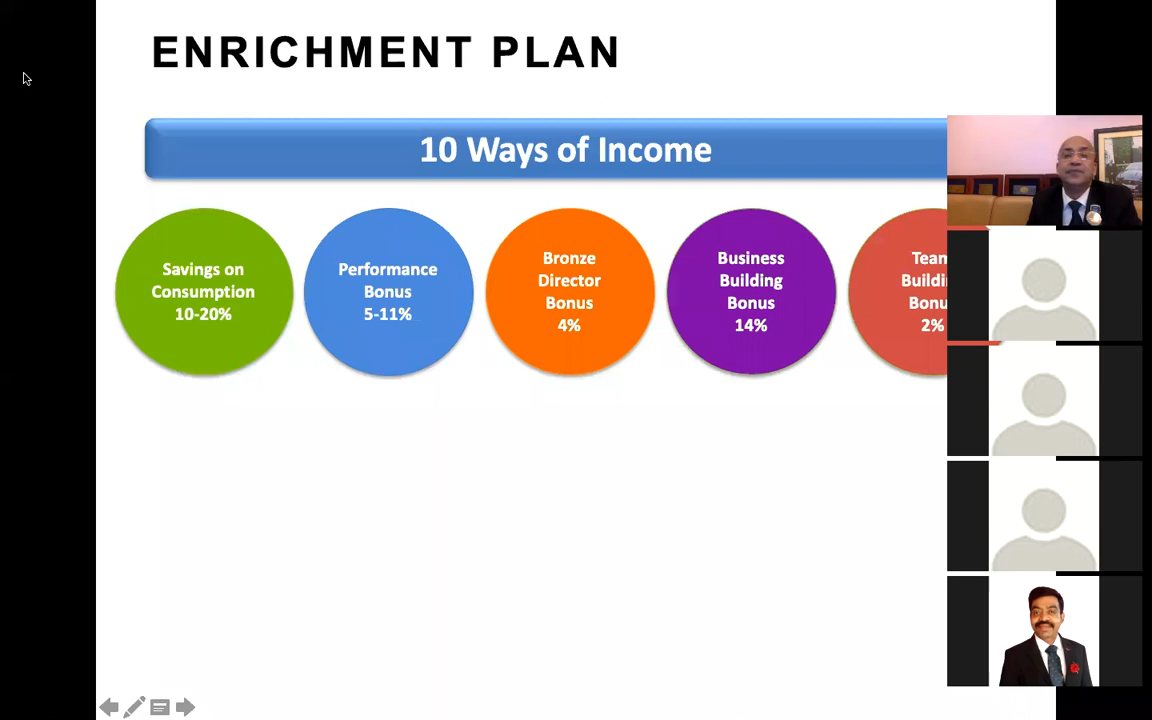 ENRICHMENT PLAN
10 Ways of Income
Savings on
Consumption
10-20%
Performance
Bonus
5-11%
Bronze
Director
Bonus
4%
Business
Building
Bonus
14%
2%